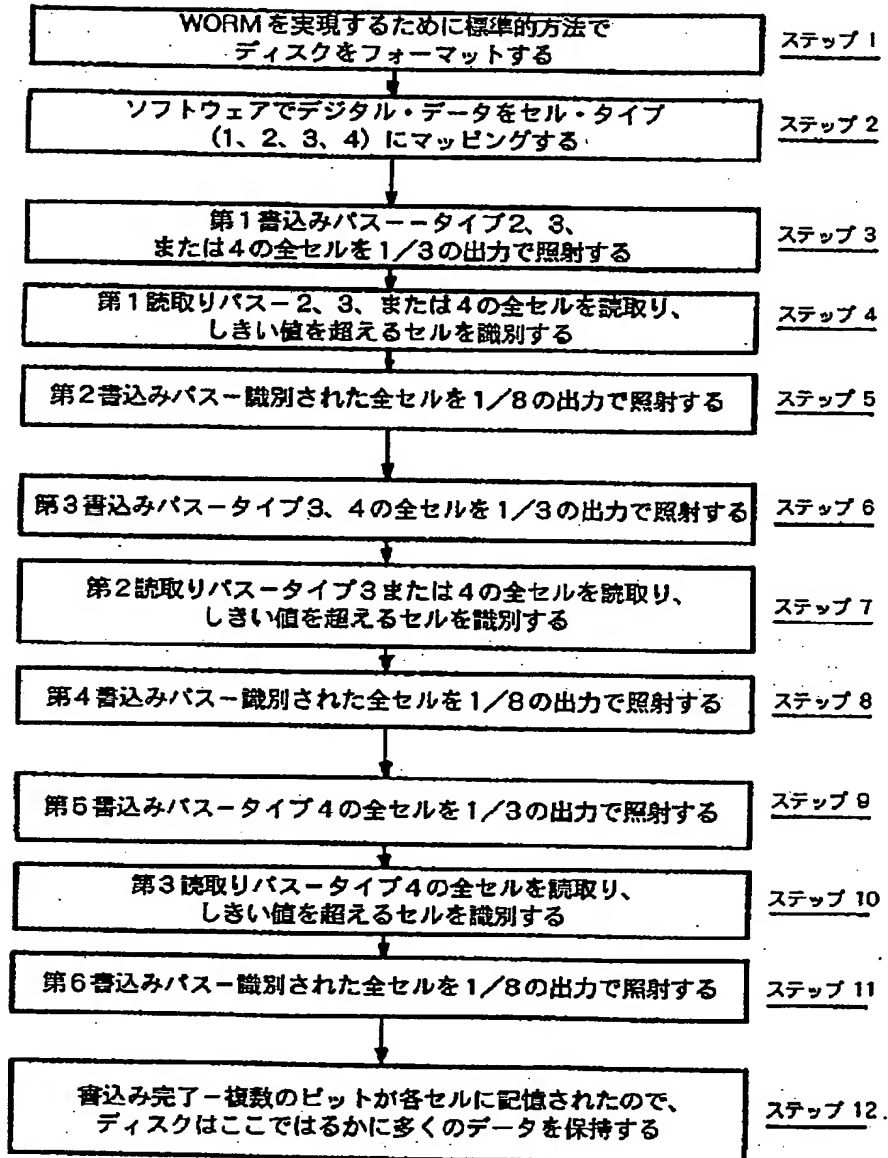 WORMを実現するために標準的方法で
ディスクをフォーマットする
ステップ 1
ソフトウェアでデジタル・データをセル・タイプ
(1、2、3、4)にマッピングする
ステップ 2
第1書込みパスーータイプ2、3、
または4の全セルを1/3の出力で照射する
ステップ 3
第1読取りパスー2、3、または4の全セルを読取り、
しきい値を超えるセルを識別する
ステップ 4
第2書込みパスー識別された全セルを1/8の出力で照射する
ステップ 5
第3書込みパスータイプ3、4の全セルを1/3の出力で照射する
ステップ 6
第2読取りパスータイプ3または4の全セルを読取り、
しきい値を超えるセルを識別する
ステップ 7
第4書込みパスー識別された全セルを1/8の出力で照射する
ステップ 8
第5書込みパスータイプ4の全セルを1/3の出力で照射する
ステップ 9
第3読取りパスータイプ4の全セルを読取り、
しきい値を超えるセルを識別する
ステップ 10
第6書込みパスー識別された全セルを1/8の出力で照射する
ステップ 11
書込み完了-複数のビットが各セルに記憶されたので、
ディスクはここではるかに多くのデータを保持する
ステップ 12.